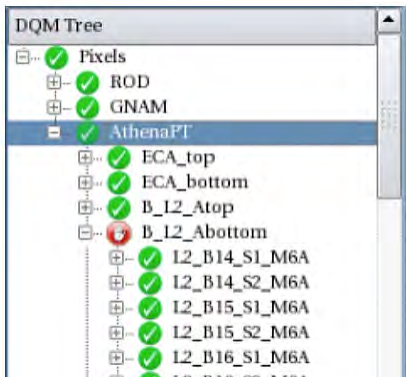 DQM Tree
Pixels
ROD
GNAM
AthenaPT
ECA_top
ECA_bottom
B_L2_Atop
B_L2_Abottom
L2_B14_S1_M6A
L2_B14_S2_M6A
L2_B15_S1_M6A
L2_B15_S2_M6A
L2_B16_S1_M6A